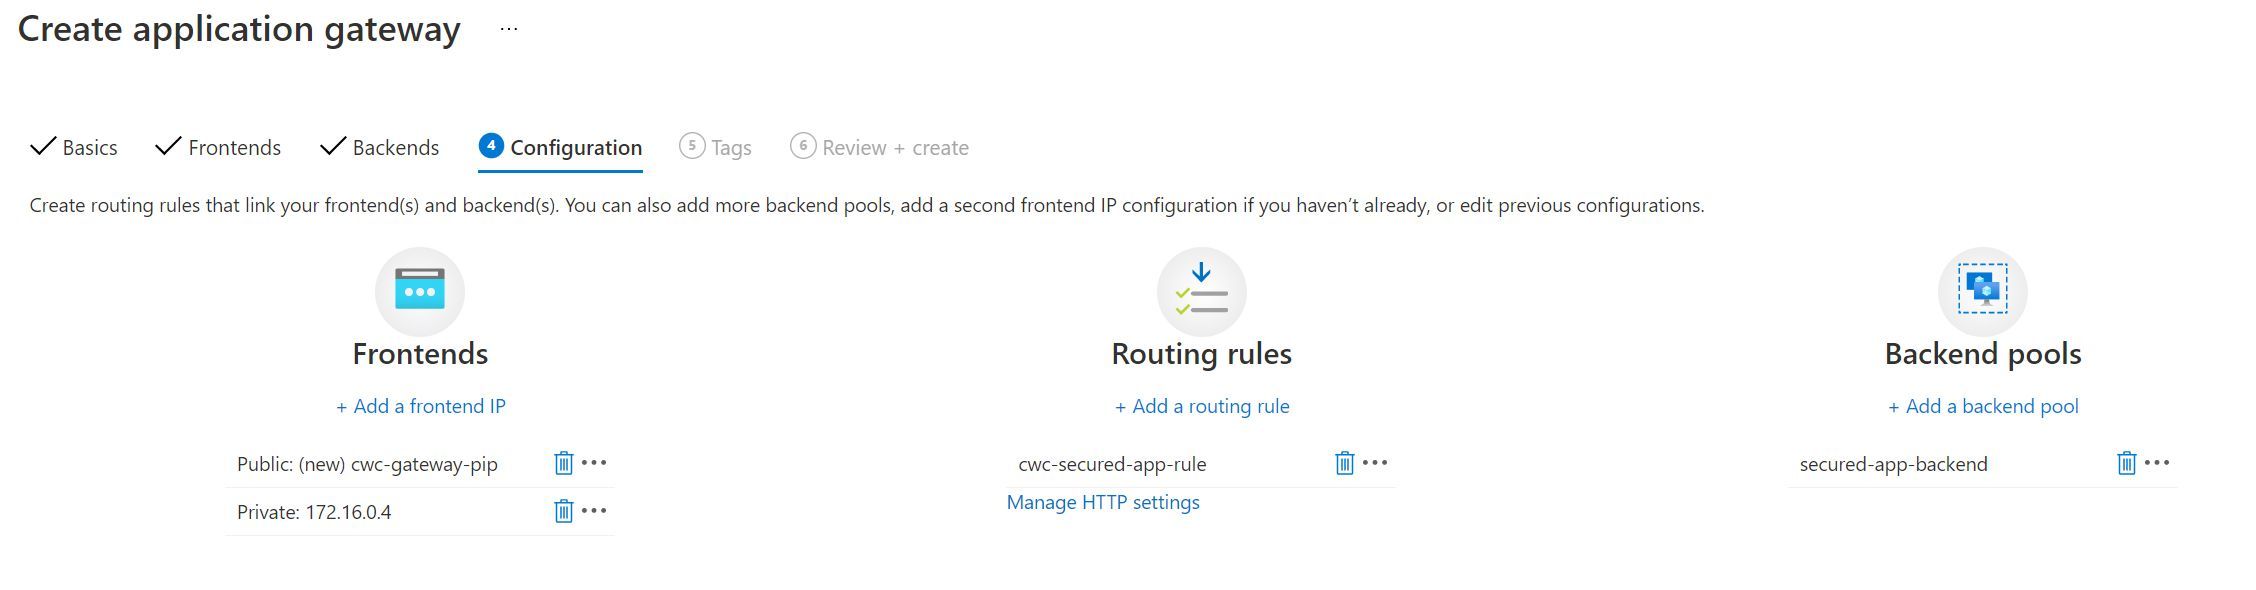 Create application gateway ...
Basics Frontends Backends 4 Configuration 5 Tags 6 Review + create
Create routing rules that link your frontend(s) and backend(s). You can also add more backend pools, add a second frontend IP configuration if you haven’t already, or edit previous configurations.
Frontends
+ Add a frontend IP
Public: (new) cwc-gateway-pip
Private: 172.16.0.4
Routing rules
+ Add a routing rule
cwc-secured-app-rule
Manage HTTP settings
Backend pools
+ Add a backend pool
secured-app-backend